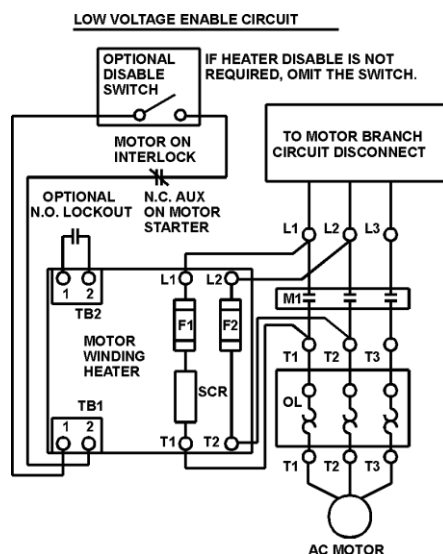 LOW VOLTAGE ENABLE CIRCUIT
OPTIONAL
DISABLE
SWITCH
IF HEATER DISABLE IS NOT
REQUIRED, OMIT THE SWITCH.
MOTOR ON
INTERLOCK
TO MOTOR BRANCH
CIRCUIT DISCONNECT
OPTIONAL
N.O. LOCKOUT
N.C. AUX
ON MOTOR
STARTER
L1 L2 L3
L1 L2
1 2
TB2
M1
F1 F2
MOTOR
WINDING
HEATER
T1 T2 T3
SCR
OL
TB1
1 2
T1 T2
T1 T2 T3
AC MOTOR